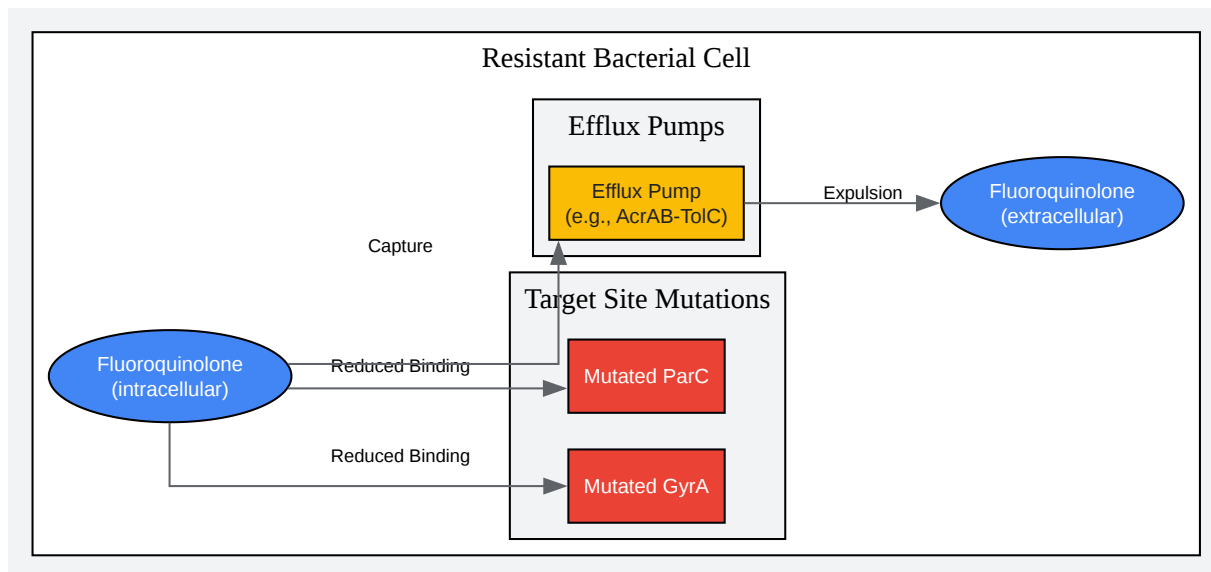 Resistant Bacterial Cell
Efflux Pumps
Efflux Pump
(e.g., AcrAB-TolC)
Expulsion
Fluoroquinolone
(extracellular)
Capture
Target Site Mutations
Fluoroquinolone
(intracellular)
Reduced Binding
Mutated ParC
Reduced Binding
Mutated GyrA